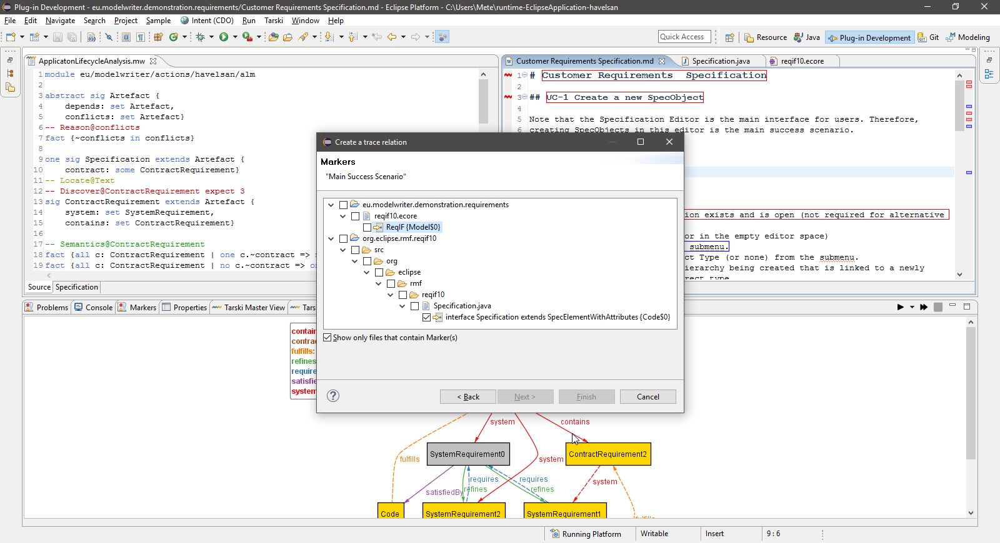 Plug-in Development - eu.modelwriter.demonstration.requirements/Customer Requirements Specification.md - Eclipse Platform - C:\Users\Mete\runtime-EclipseApplication-havelsan
File Edit Navigate Search Project Sample Intent (CDO) Run Tarski Window Help
Quick Access Resource Java Plug-in Development Git Modeling
ApplicatonLifecycleAnalysis.mw
1 module eu/modelwriter/actions/havelsan/alm
2
3 abstract sig Artefact {
4 depends: set Artefact,
5 conflicts: set Artefact}
6 -- Reason@conflicts
7 fact {~conflicts in conflicts}
8
9 one sig Specification extends Artefact {
10 contract: some ContractRequirement}
11 -- Locate@Text
12 -- Discover@ContractRequirement expect 3
13 sig ContractRequirement extends Artefact {
14 system: set SystemRequirement,
15 contains: set ContractRequirement}
16
17 -- Semantics@ContractRequirement
18 fact {all c: ContractRequirement | one c.~contract =>
19 fact {all c: ContractRequirement | no c.~contract =>
Source Specification
Customer Requirements Specification.md Specification.java reqif10.ecore
1 # Customer Requirements Specification
2
3 ## UC-1 Create a new SpecObject
4
5 Note that the Specification Editor is the main interface for users. Therefore,
6 creating SpecObjects in this editor is the main success scenario.
ion exists and is open (not required for alternative
or in the empty editor space)
submenu.
ct Type (or none) from the submenu.
ierarchy being created that is linked to a newly
rect type
Create a trace relation
Markers
"Main Success Scenario"
eu.modelwriter.demonstration.requirements
reqif10.ecore
ReqIF {Model$0}
org.eclipse.rmf.reqif10
src
org
eclipse
rmf
reqif10
Specification.java
interface Specification extends SpecElementWithAttributes {Code$0}
Show only files that contain Marker(s)
< Back Next > Finish Cancel
Problems Console Markers Properties Tarski Master View Tars
contain
contrac
fulfills:
refines
require
satisfie
system
system
contains
fulfills
SystemRequirement0
ContractRequirement2
system
requires
requires
system
satisfiedBy
refines
refines
Code
SystemRequirement2
SystemRequirement1
fulfills
Running Platform Writable Insert 9 : 6